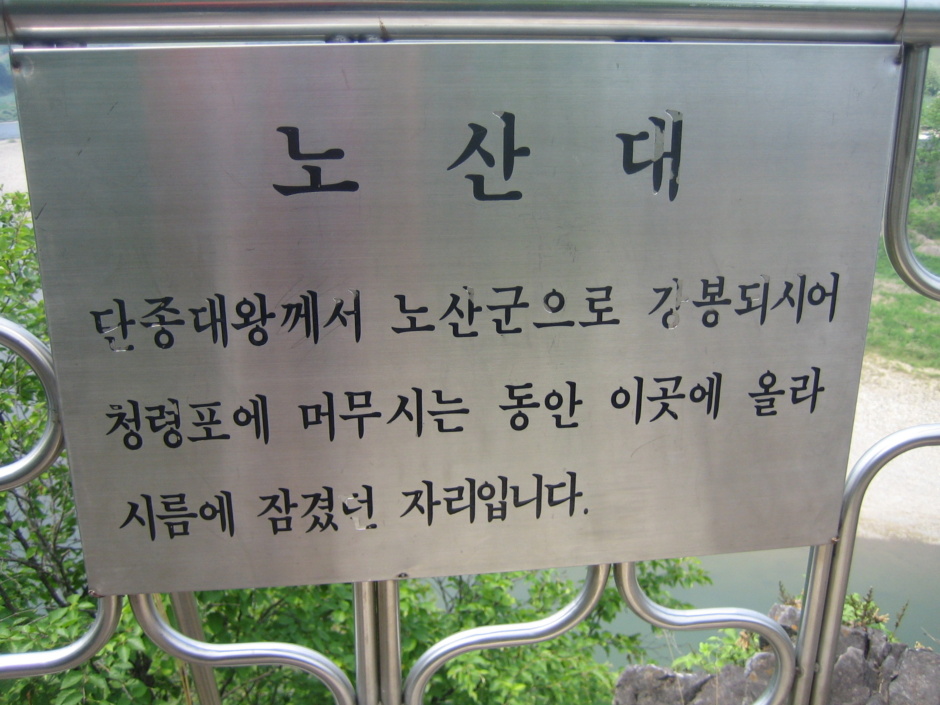 노 산 대
단종대왕께서 노산군으로 강봉되시어
청령포에 머무시는 동안 이곳에 올라
시름에 잠겼던 자리입니다.